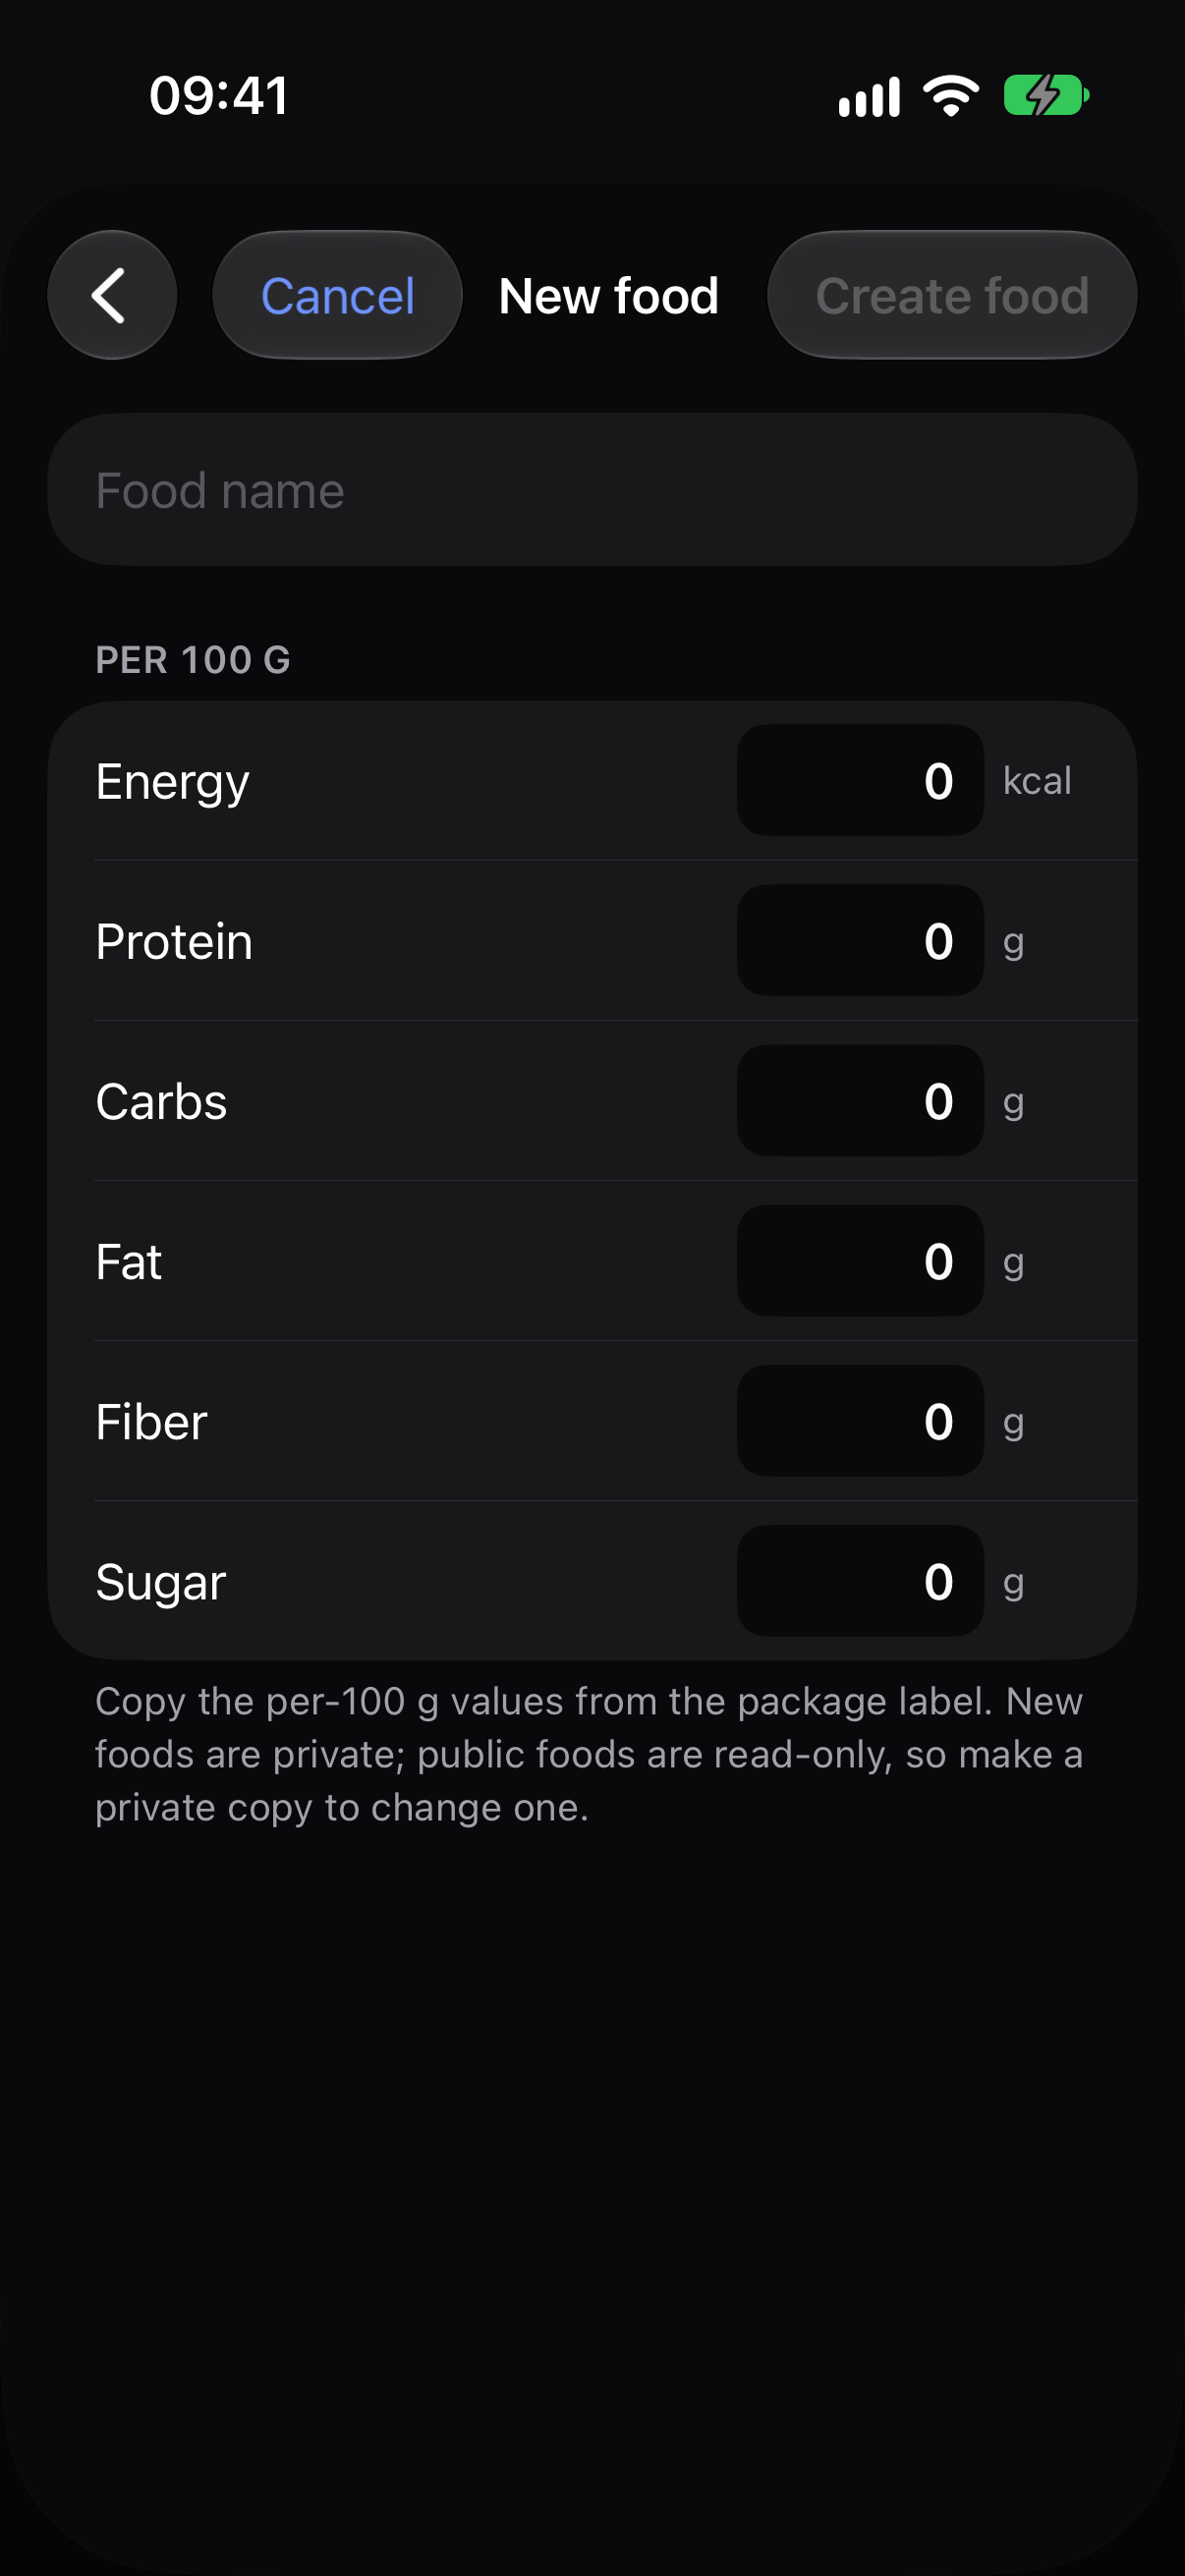 09:41
Cancel New food Create food
Food name
PER 100 G
Energy 0 kcal
Protein 0 g
Carbs 0 g
Fat 0 g
Fiber 0 g
Sugar 0 g
Copy the per-100 g values from the package label. New
foods are private; public foods are read-only, so make a
private copy to change one.